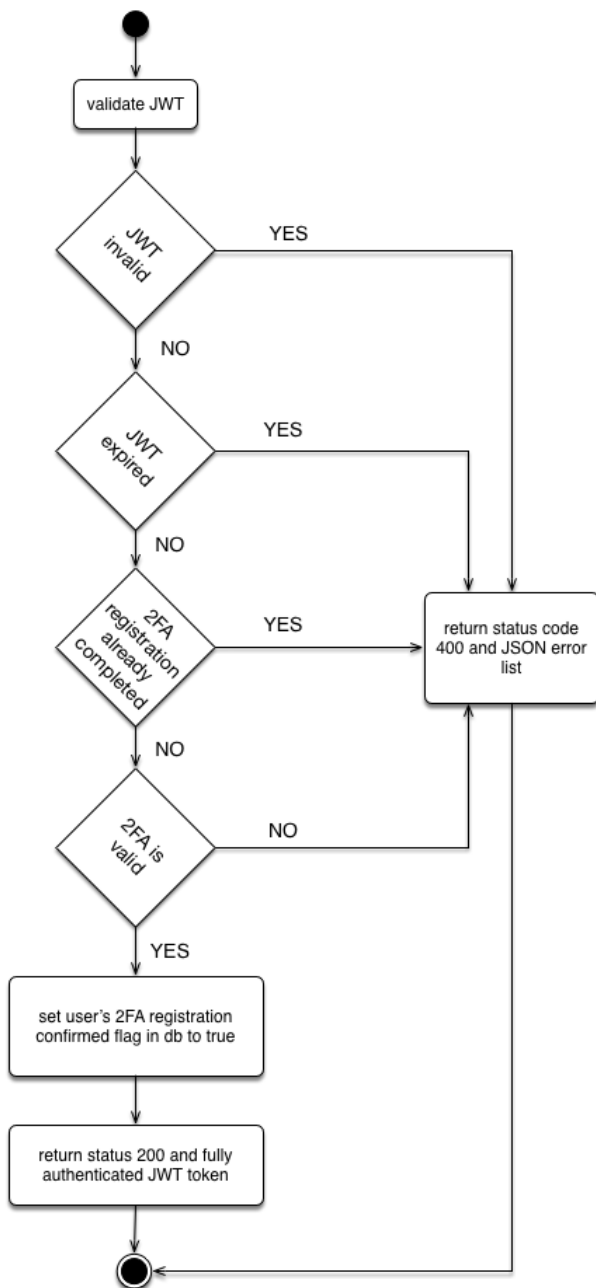 validate JWT
JWT
invalid
YES
NO
JWT
expired
YES
NO
2FA
registration
already
completed
YES
return status code
400 and JSON error
list
NO
2FA is
valid
NO
YES
set user's 2FA registration
confirmed flag in db to true
return status 200 and fully
authenticated JWT token